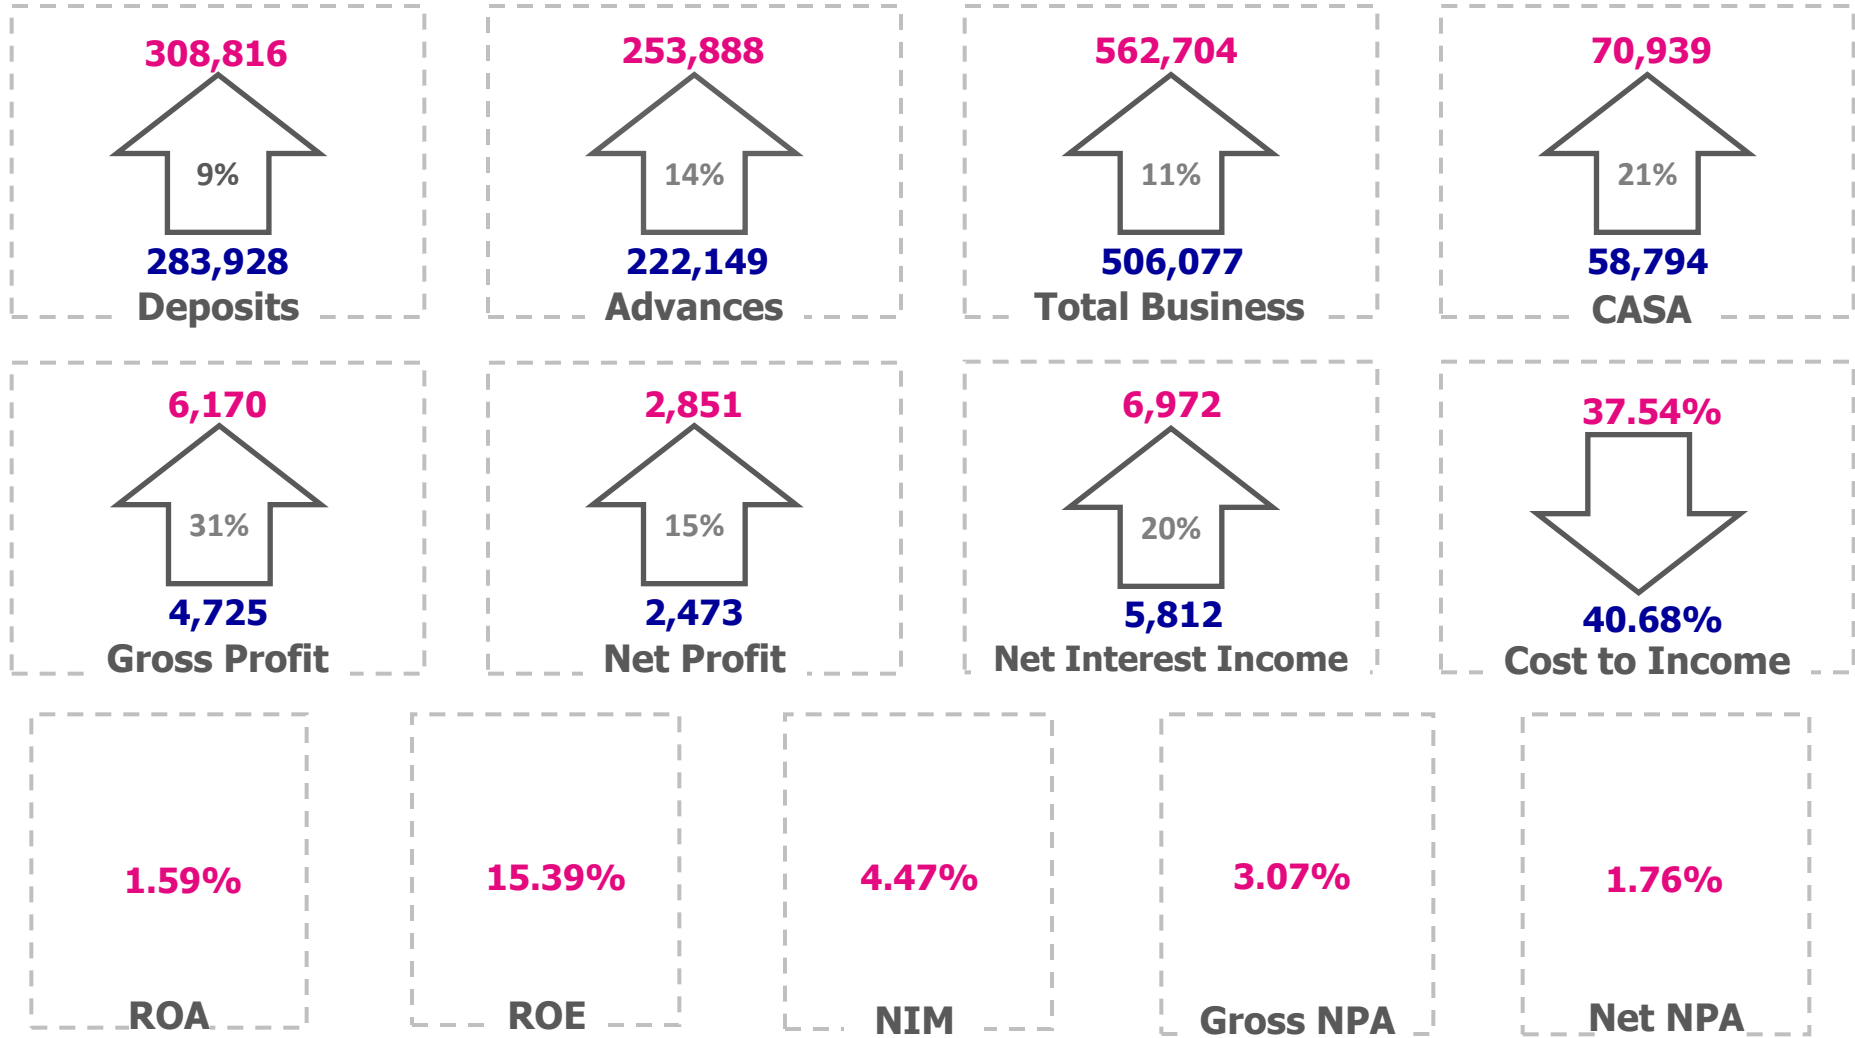 308,816
9%
283,928
Deposits
253,888
14%
222,149
Advances
562,704
11%
506,077
Total Business
70,939
21%
58,794
CASA
6,170
31%
4,725
Gross Profit
2,851
15%
2,473
Net Profit
6,972
20%
5,812
Net Interest Income
37.54%
40.68%
Cost to Income
1.59%
ROA
15.39%
ROE
4.47%
NIM
3.07%
Gross NPA
1.76%
Net NPA